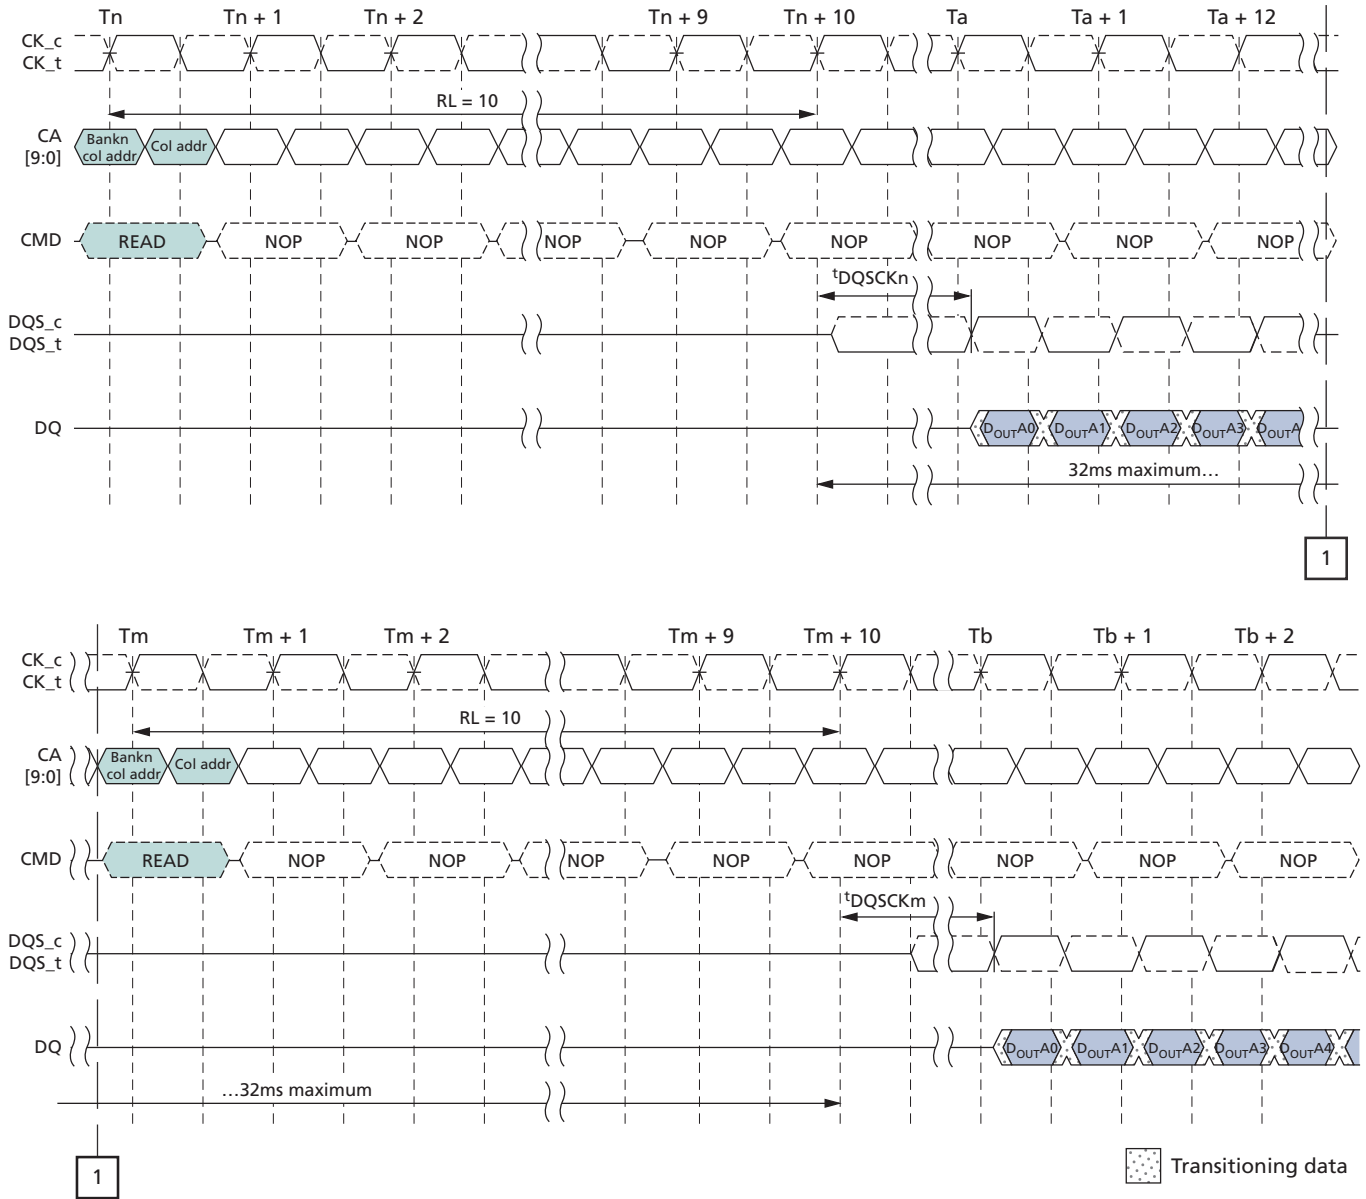 Tn Tn + 1 Tn + 2 Tn + 9 Tn + 10 Ta Ta + 1 Ta + 12
CK_c
CK_t
RL = 10
CA
[9:0]
Bankn
col addr
Col addr
CMD READ NOP NOP NOP NOP NOP NOP NOP NOP
tDQSCKn
DQS_c
DQS_t
DQ DOUTA0 DOUTA1 DOUTA2 DOUTA3 DOUTA
32ms maximum…
1
Tm Tm + 1 Tm + 2 Tm + 9 Tm + 10 Tb Tb + 1 Tb + 2
CK_c
CK_t
RL = 10
CA
[9:0]
Bankn
col addr
Col addr
CMD READ NOP NOP NOP NOP NOP NOP NOP NOP
tDQSCKm
DQS_c
DQS_t
DQ DOUTA0 DOUTA1 DOUTA2 DOUTA3 DOUTA4
…32ms maximum
1
Transitioning data